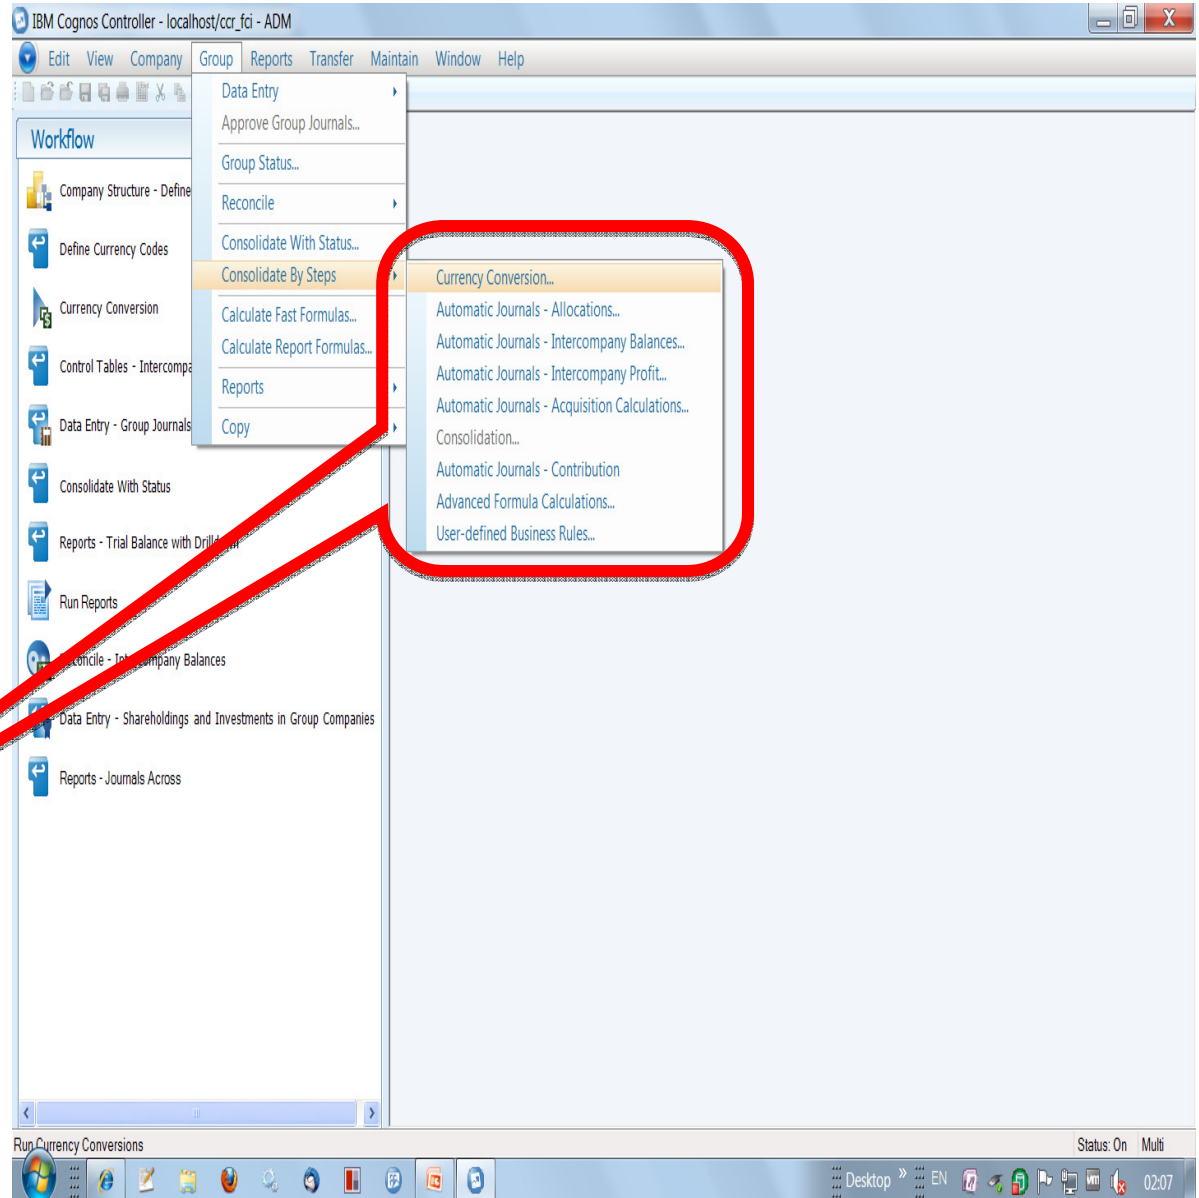 IBM Cognos Controller - localhost/ccr_fci - ADM
Edit View Company Group Reports Transfer Maintain Window Help
Workflow
Company Structure - Define
Define Currency Codes
Currency Conversion
Control Tables - Intercompa
Data Entry - Group Journals
Consolidate With Status
Reports - Trial Balance with
Run Reports
Reconcile - Intercompany Balances
Data Entry - Shareholdings and Investments in Group Companies
Reports - Journals Across
Data Entry
Approve Group Journals...
Group Status...
Reconcile
Consolidate With Status...
Consolidate By Steps
Calculate Fast Formulas...
Calculate Report Formulas...
Reports
Copy
Currency Conversion...
Automatic Journals - Allocations...
Automatic Journals - Intercompany Balances...
Automatic Journals - Intercompany Profit...
Automatic Journals - Acquisition Calculations...
Consolidation...
Automatic Journals - Contribution
Advanced Formula Calculations...
User-defined Business Rules...
Run Currency Conversions
Status: On Multi
Desktop » EN 02:07